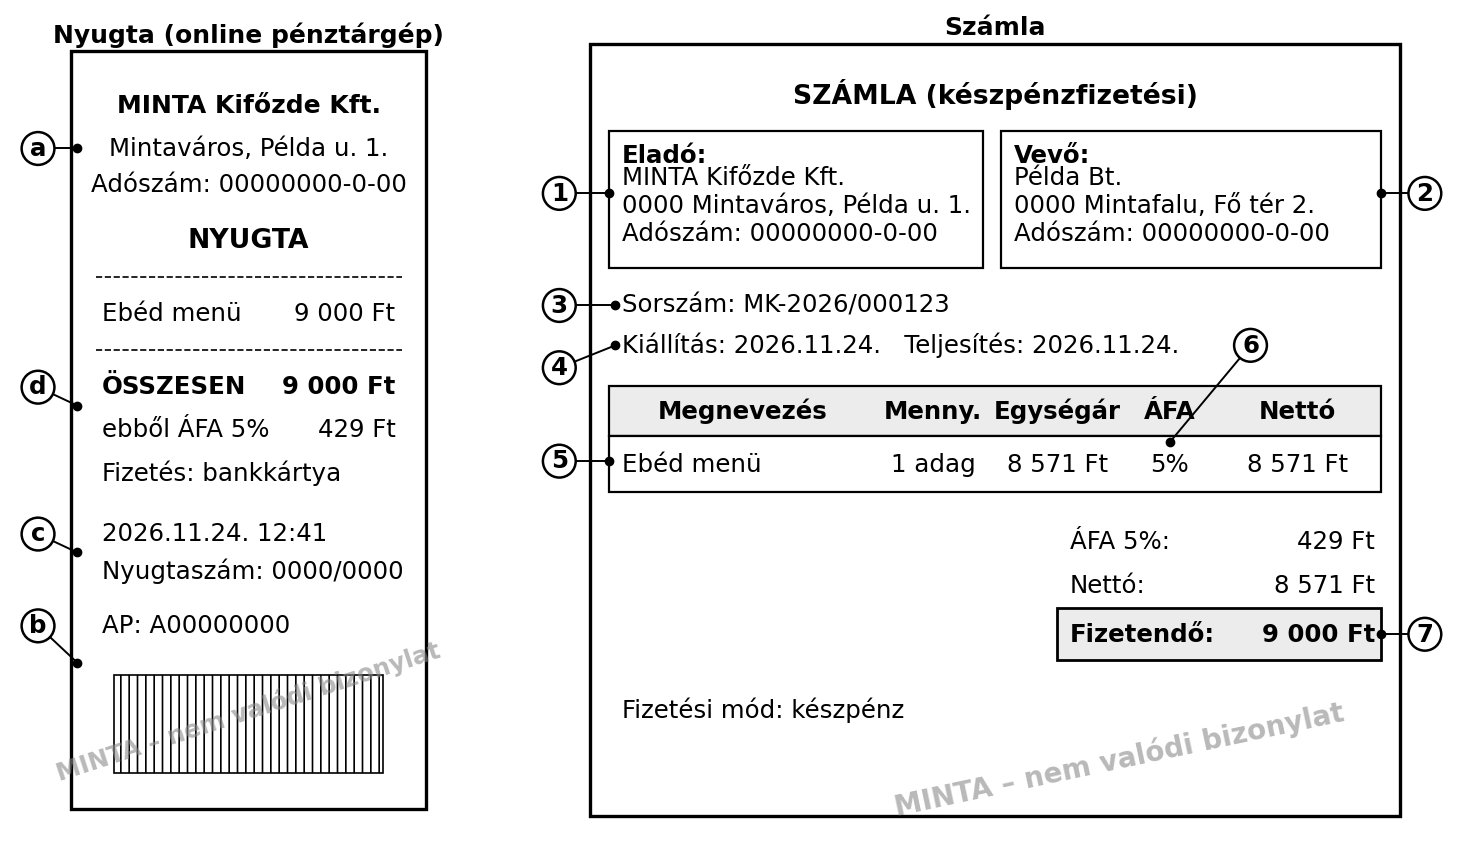 Nyugta (online pénztárgép)
MINTA Kifőzde Kft.
a
Mintaváros, Példa u. 1.
Adószám: 00000000-0-00
NYUGTA
Ebéd menü 9 000 Ft
d
ÖSSZESEN 9 000 Ft
ebből ÁFA 5% 429 Ft
Fizetés: bankkártya
c
2026.11.24. 12:41
Nyugtaszám: 0000/0000
b
AP: A00000000
MINTA – nem valódi bizonylat
Számla
SZÁMLA (készpénzfizetési)
1
Eladó:
MINTA Kifőzde Kft.
0000 Mintaváros, Példa u. 1.
Adószám: 00000000-0-00
Vevő:
Példa Bt.
0000 Mintafalu, Fő tér 2.
Adószám: 00000000-0-00
2
3
Sorszám: MK-2026/000123
4
Kiállítás: 2026.11.24. Teljesítés: 2026.11.24.
6
Megnevezés Menny. Egységár ÁFA Nettó
5
Ebéd menü 1 adag 8 571 Ft 5% 8 571 Ft
ÁFA 5%: 429 Ft
Nettó: 8 571 Ft
Fizetendő: 9 000 Ft
7
Fizetési mód: készpénz
MINTA – nem valódi bizonylat